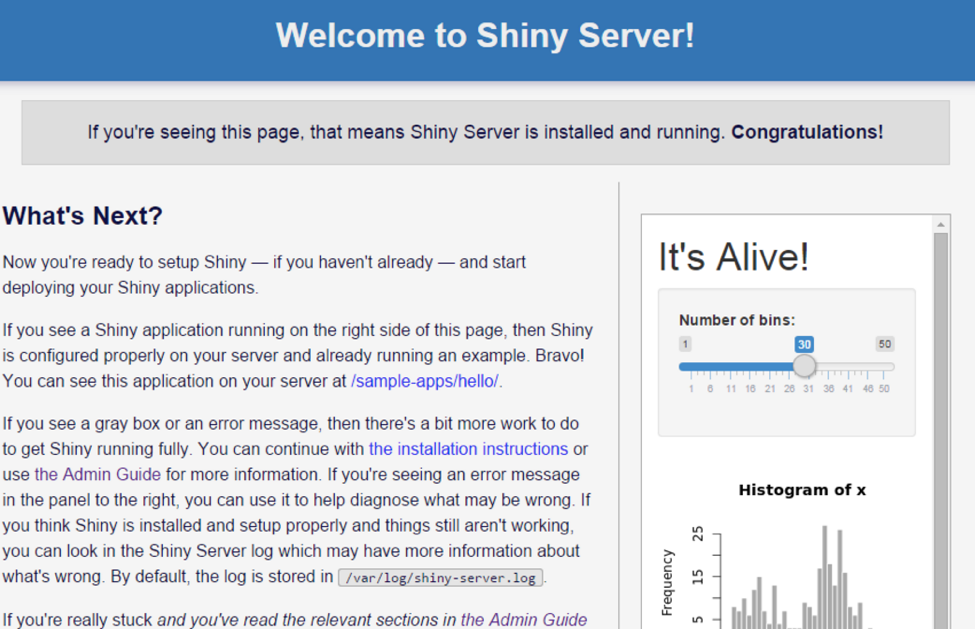 Welcome to Shiny Server!
If you're seeing this page, that means Shiny Server is installed and running. Congratulations!
What's Next?
Now you're ready to setup Shiny — if you haven't already — and start
deploying your Shiny applications.
If you see a Shiny application running on the right side of this page, then Shiny
is configured properly on your server and already running an example. Bravo!
You can see this application on your server at /sample-apps/hello/.
If you see a gray box or an error message, then there's a bit more work to do
to get Shiny running fully. You can continue with the installation instructions or
use the Admin Guide for more information. If you're seeing an error message
in the panel to the right, you can use it to help diagnose what may be wrong. If
you think Shiny is installed and setup properly and things still aren't working,
you can look in the Shiny Server log which may have more information about
what's wrong. By default, the log is stored in /var/log/shiny-server.log.
If you're really stuck and you've read the relevant sections in the Admin Guide
It's Alive!
Number of bins:
1 30 50
1 6 11 16 21 26 31 36 41 46 50
Histogram of x
Frequency
25
15
5